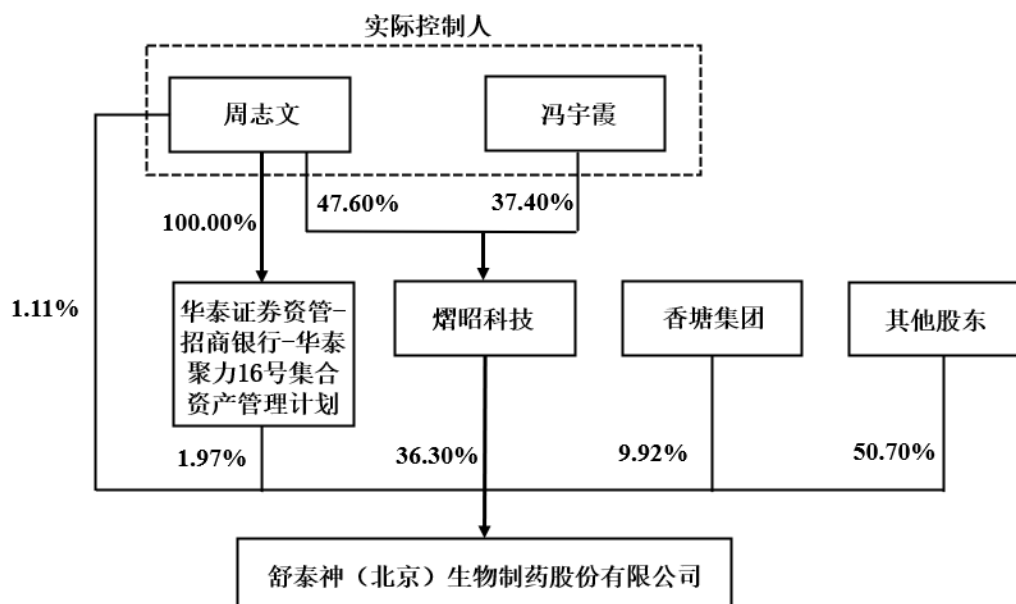 实际控制人
周志文
冯宇霞
47.60%
37.40%
100.00%
1.11%
华泰证券资管-
招商银行-华泰
聚力16号集合
资产管理计划
熠昭科技
香塘集团
其他股东
1.97%
36.30%
9.92%
50.70%
舒泰神（北京）生物制药股份有限公司